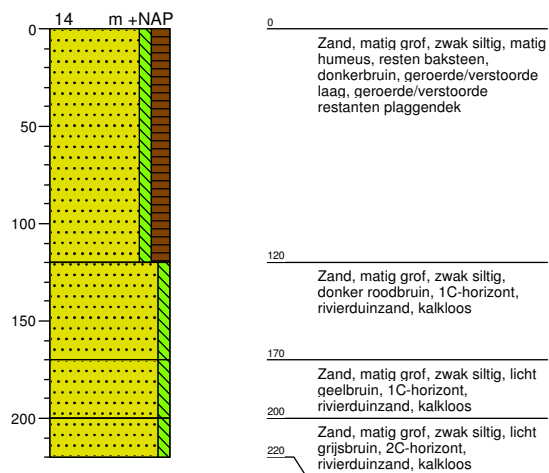 14 m +NAP
0
50
100
150
200
0
Zand, matig grof, zwak siltig, matig
humeus, resten baksteen,
donkerbruin, geroerde/verstoorde
laag, geroerde/verstoorde
restanten plaggendek
120
Zand, matig grof, zwak siltig,
donker roodbruin, 1C-horizont,
rivierduinzand, kalkloos
170
Zand, matig grof, zwak siltig, licht
geelbruin, 1C-horizont,
rivierduinzand, kalkloos
200
Zand, matig grof, zwak siltig, licht
grijsbruin, 2C-horizont,
rivierduinzand, kalkloos
220